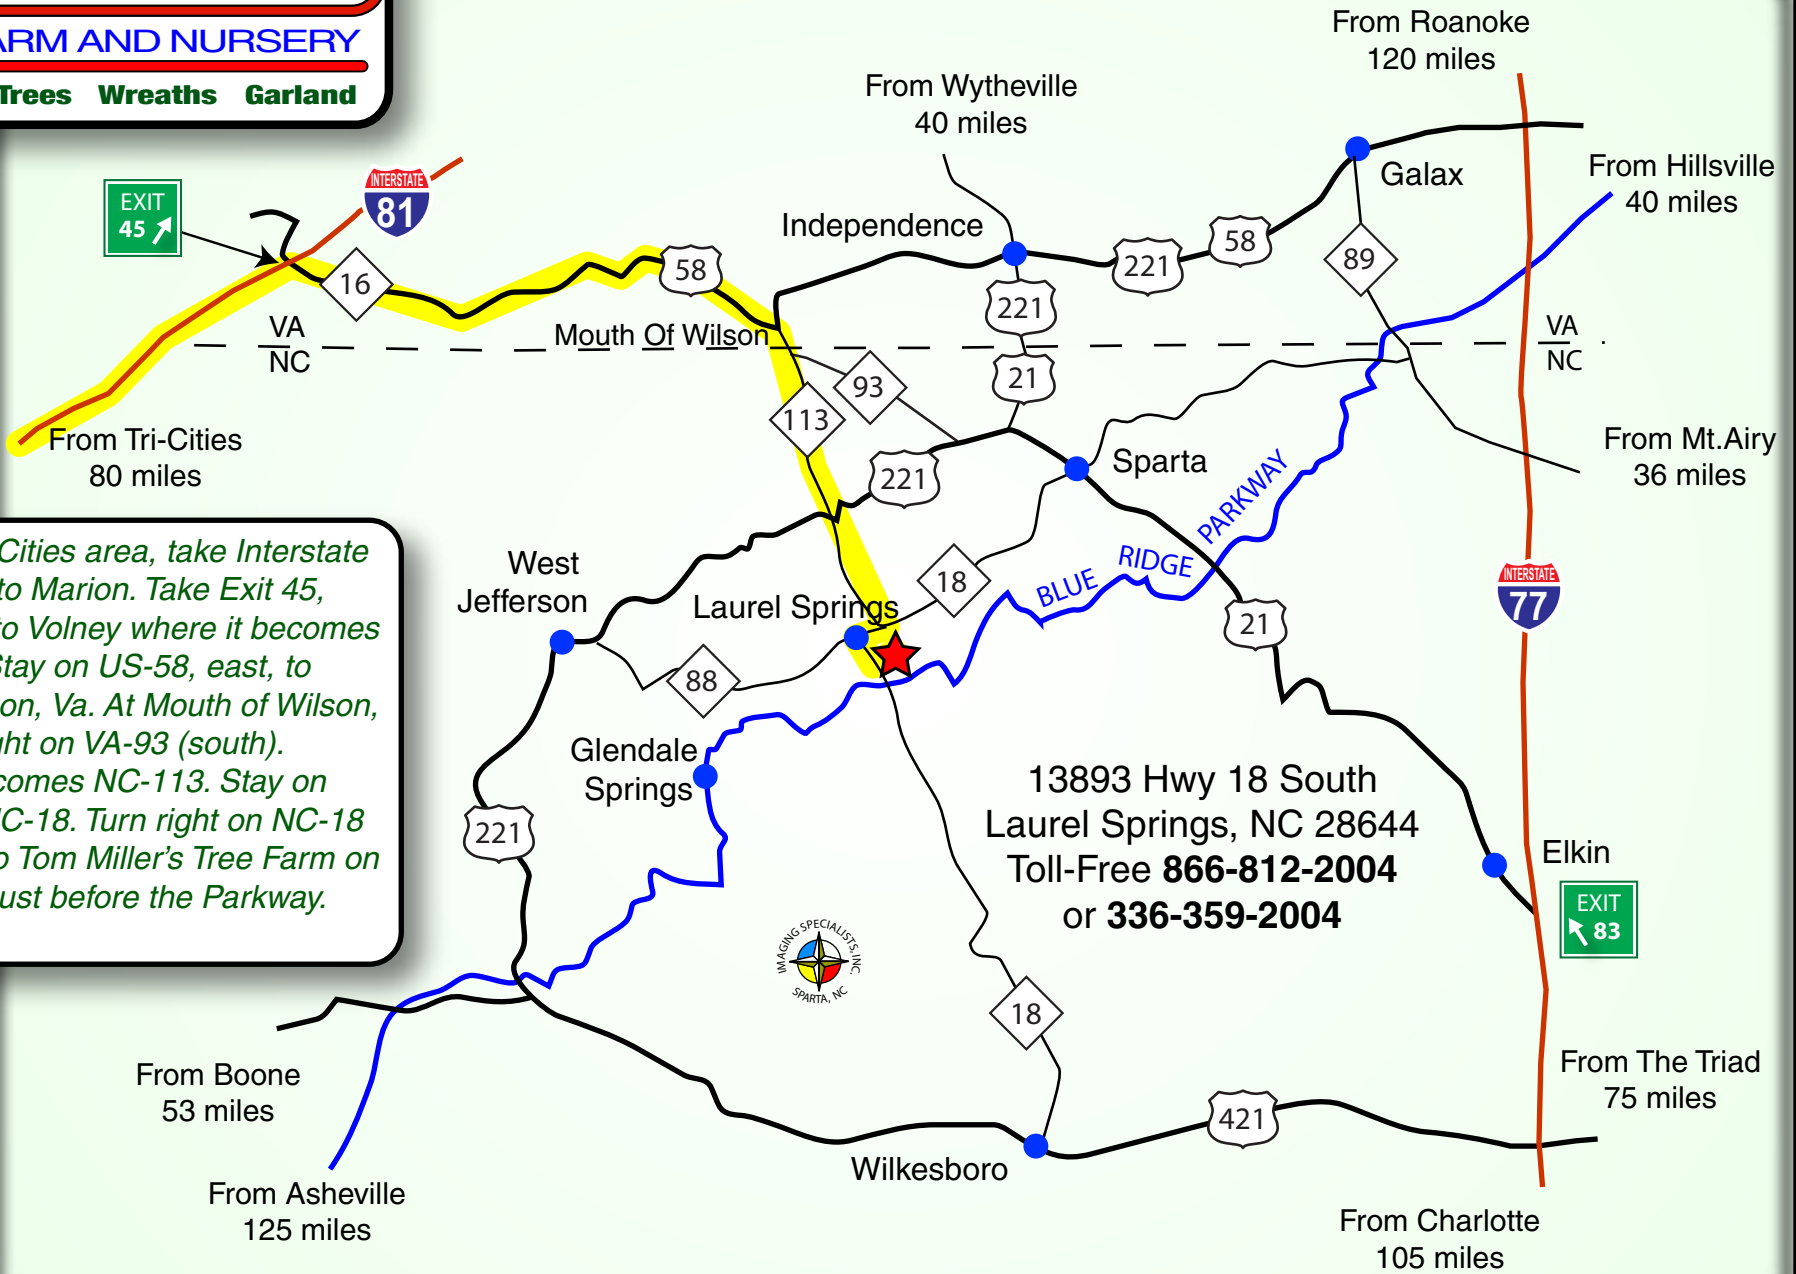 ARM AND NURSERY
Trees Wreaths Garland
From Roanoke
120 miles
From Wytheville
40 miles
From Hillsville
40 miles
Galax
EXIT
45
INTERSTATE
81
Independence
58
221
58
89
16
221
VA
NC
Mouth Of Wilson
VA
NC
21
93
113
From Tri-Cities
80 miles
From Mt.Airy
36 miles
Sparta
221
BLUE RIDGE PARKWAY
Cities area, take Interstate
to Marion. Take Exit 45,
to Volney where it becomes
Stay on US-58, east, to
on, Va. At Mouth of Wilson,
ght on VA-93 (south).
comes NC-113. Stay on
C-18. Turn right on NC-18
o Tom Miller's Tree Farm on
ust before the Parkway.
West
Jefferson
Laurel Springs
18
INTERSTATE
77
21
88
Glendale
Springs
221
13893 Hwy 18 South
Laurel Springs, NC 28644
Toll-Free 866-812-2004
or 336-359-2004
Elkin
EXIT
83
IMAGING SPECIALISTS, INC.
SPARTA, NC
18
From Boone
53 miles
From The Triad
75 miles
421
Wilkesboro
From Asheville
125 miles
From Charlotte
105 miles